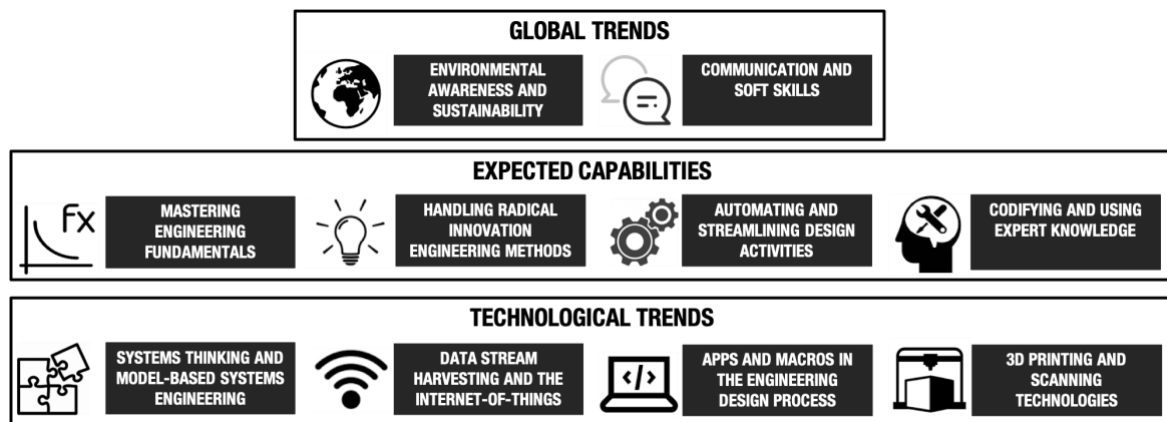 GLOBAL TRENDS
ENVIRONMENTAL
AWARENESS AND
SUSTAINABILITY
COMMUNICATION AND
SOFT SKILLS
EXPECTED CAPABILITIES
Fx
MASTERING
ENGINEERING
FUNDAMENTALS
HANDLING RADICAL
INNOVATION
ENGINEERING METHODS
AUTOMATING AND
STREAMLINING DESIGN
ACTIVITIES
CODIFYING AND USING
EXPERT KNOWLEDGE
TECHNOLOGICAL TRENDS
SYSTEMS THINKING AND
MODEL-BASED SYSTEMS
ENGINEERING
DATA STREAM
HARVESTING AND THE
INTERNET-OF-THINGS
</>
APPS AND MACROS IN
THE ENGINEERING
DESIGN PROCESS
3D PRINTING AND
SCANNING
TECHNOLOGIES